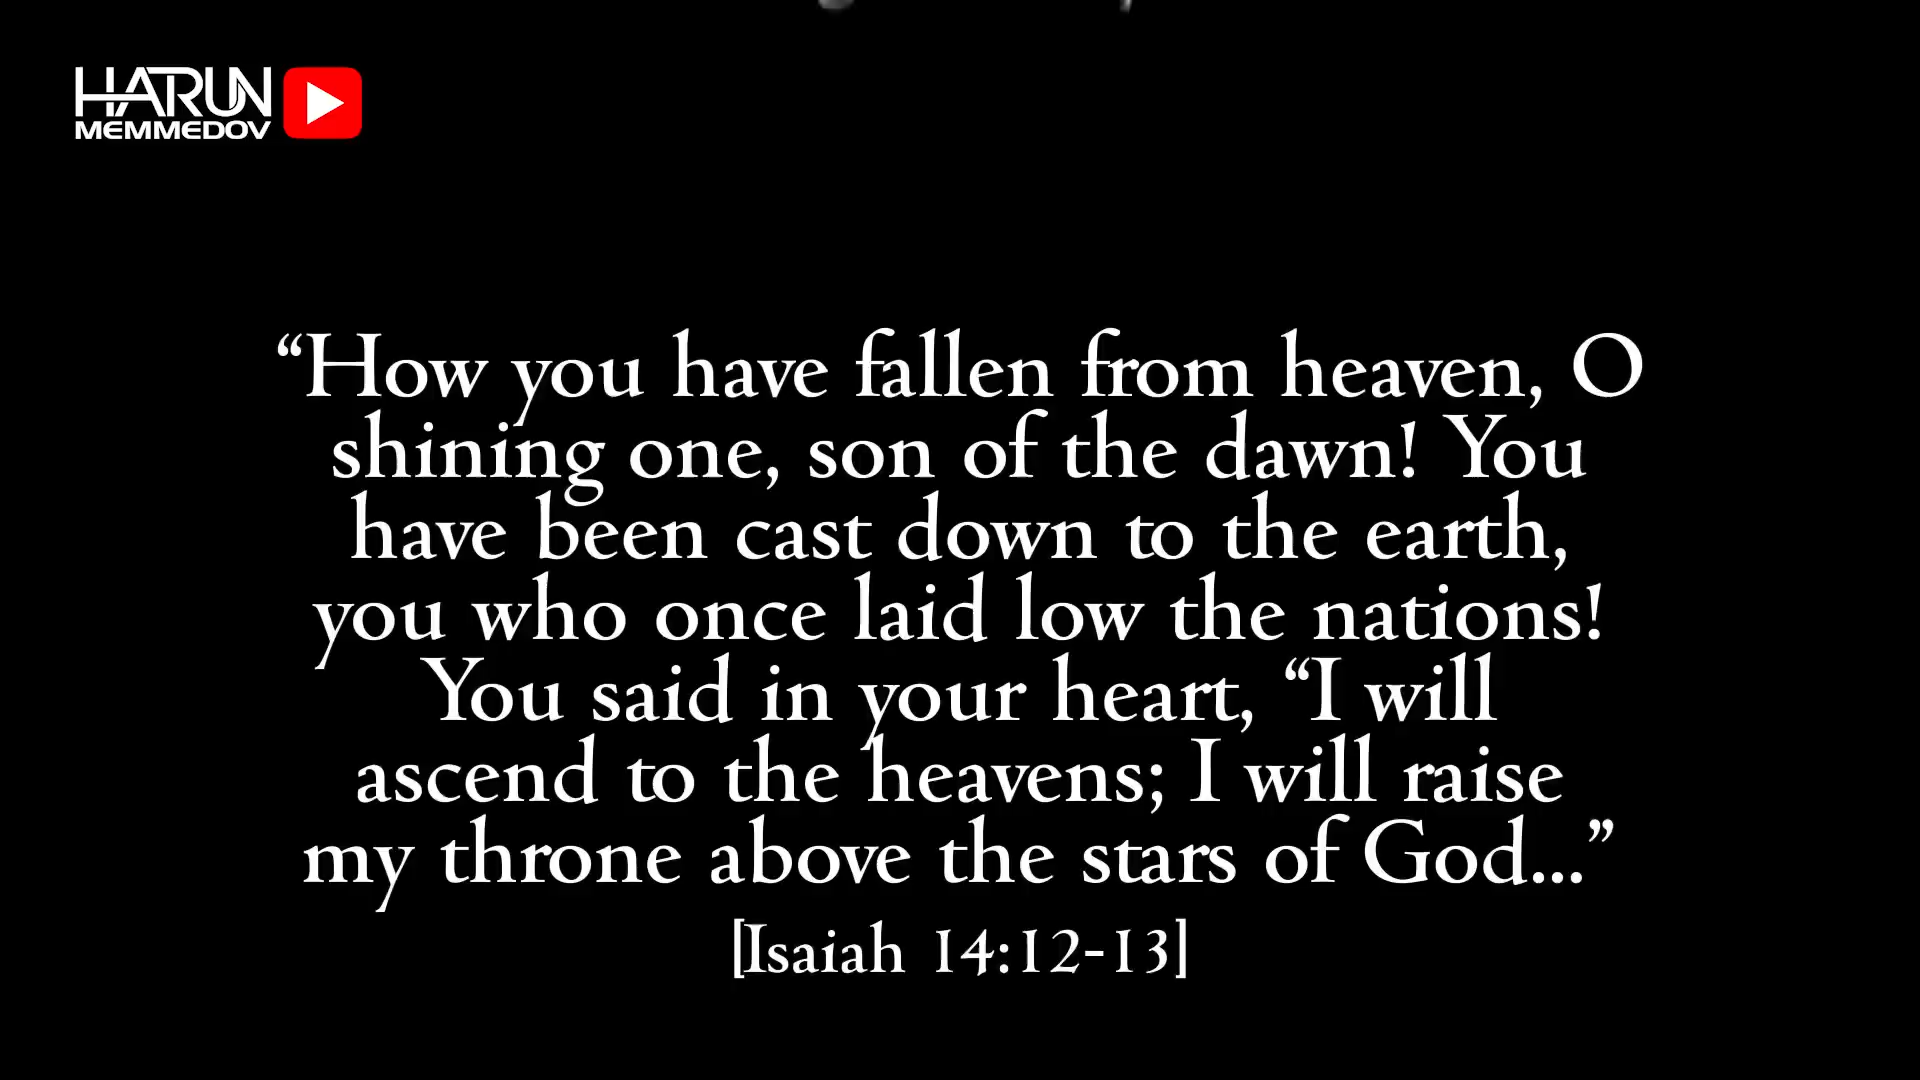 HARUN
MEMMEDOV
“How you have fallen from heaven, O
shining one, son of the dawn! You
have been cast down to the earth,
you who once laid low the nations!
You said in your heart, “I will
ascend to the heavens; I will raise
my throne above the stars of God...”
[Isaiah 14:12-13]